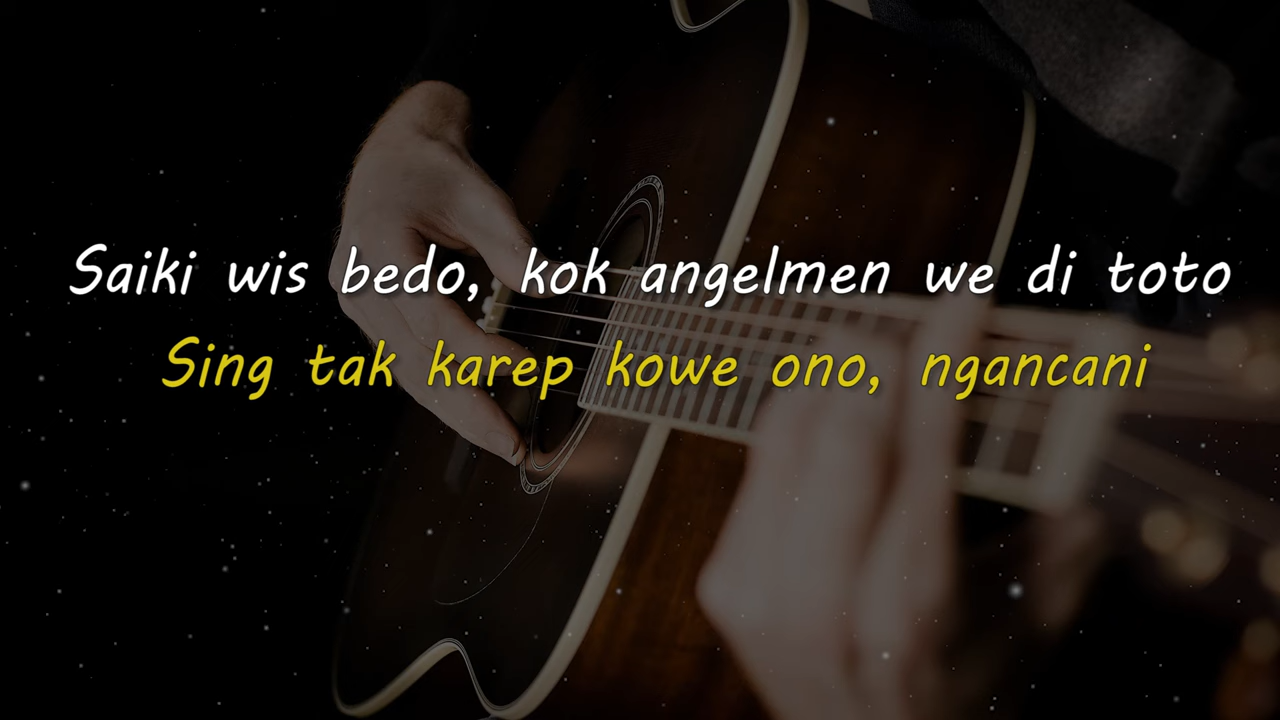 Saiki wis bedo, kok angelmen we di toto
Sing tak karep kowe ono, ngancani